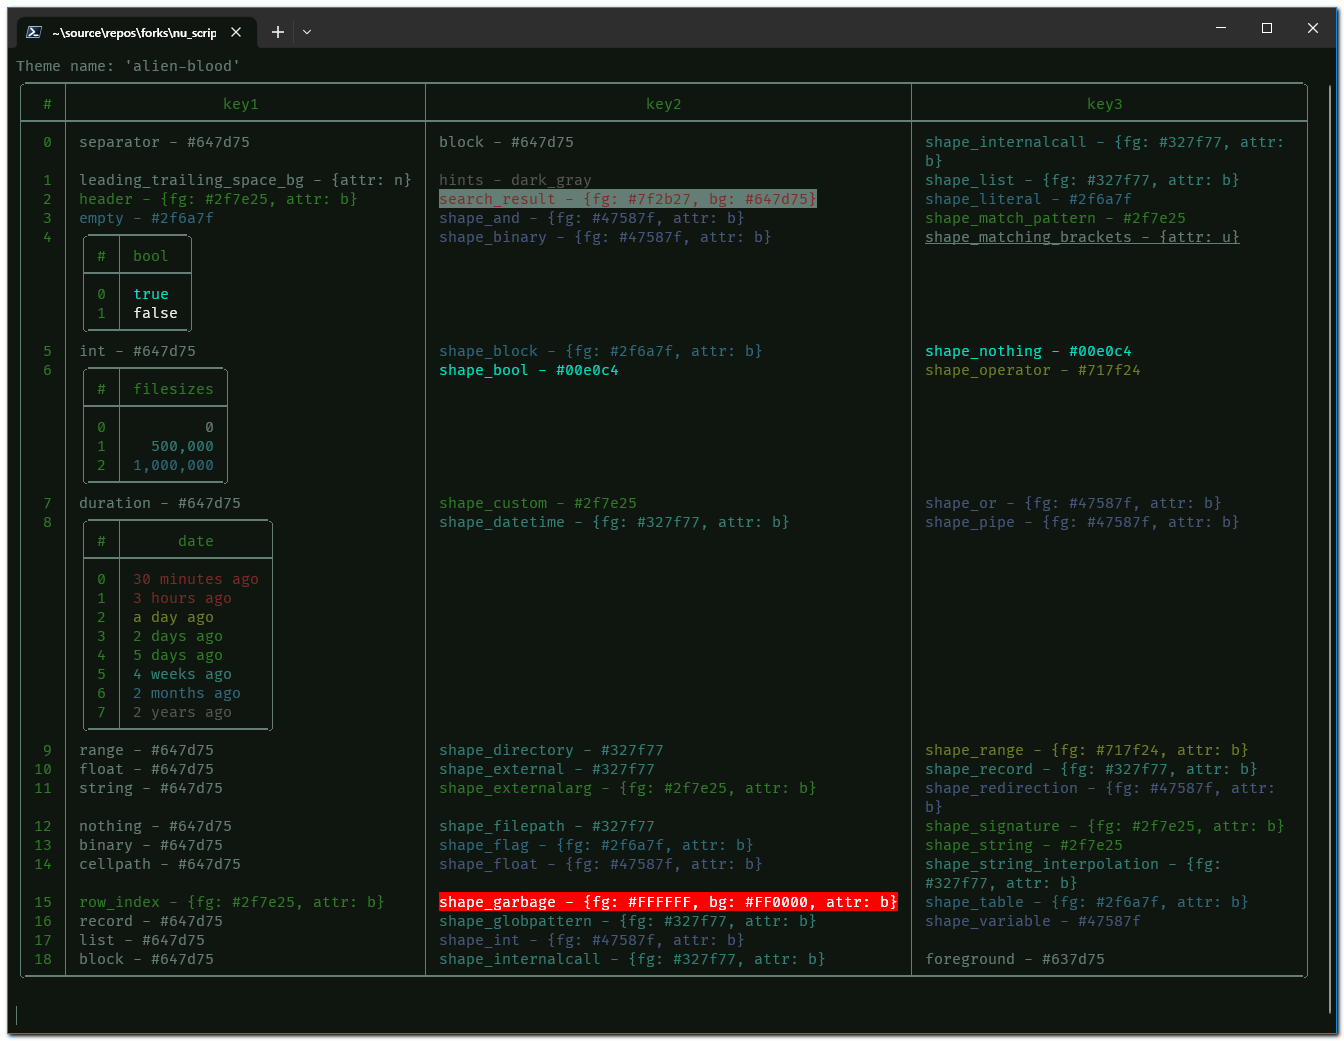 ~\source\repos\forks\nu_scrip
Theme name: 'alien-blood'
# key1 key2 key3
0 separator - #647d75 block - #647d75 shape_internalcall - {fg: #327f77, attr:
b}
1 leading_trailing_space_bg - {attr: n} hints - dark_gray shape_list - {fg: #327f77, attr: b}
2 header - {fg: #2f7e25, attr: b} search_result - {fg: #7f2b27, bg: #647d75} shape_literal - #2f6a7f
3 empty - #2f6a7f shape_and - {fg: #47587f, attr: b} shape_match_pattern - #2f7e25
4 shape_binary - {fg: #47587f, attr: b} shape_matching_brackets - {attr: u}
# bool
0 true
1 false
5 int - #647d75 shape_block - {fg: #2f6a7f, attr: b} shape_nothing - #00e0c4
6 shape_bool - #00e0c4 shape_operator - #717f24
# filesizes
0 0
1 500,000
2 1,000,000
7 duration - #647d75 shape_custom - #2f7e25 shape_or - {fg: #47587f, attr: b}
8 shape_datetime - {fg: #327f77, attr: b} shape_pipe - {fg: #47587f, attr: b}
# date
0 30 minutes ago
1 3 hours ago
2 a day ago
3 2 days ago
4 5 days ago
5 4 weeks ago
6 2 months ago
7 2 years ago
9 range - #647d75 shape_directory - #327f77 shape_range - {fg: #717f24, attr: b}
10 float - #647d75 shape_external - #327f77 shape_record - {fg: #327f77, attr: b}
11 string - #647d75 shape_externalarg - {fg: #2f7e25, attr: b} shape_redirection - {fg: #47587f, attr:
b}
12 nothing - #647d75 shape_filepath - #327f77 shape_signature - {fg: #2f7e25, attr: b}
13 binary - #647d75 shape_flag - {fg: #2f6a7f, attr: b} shape_string - #2f7e25
14 cellpath - #647d75 shape_float - {fg: #47587f, attr: b} shape_string_interpolation - {fg:
#327f77, attr: b}
15 row_index - {fg: #2f7e25, attr: b} shape_garbage - {fg: #FFFFFF, bg: #FF0000, attr: b} shape_table - {fg: #2f6a7f, attr: b}
16 record - #647d75 shape_globpattern - {fg: #327f77, attr: b} shape_variable - #47587f
17 list - #647d75 shape_int - {fg: #47587f, attr: b}
18 block - #647d75 shape_internalcall - {fg: #327f77, attr: b} foreground - #637d75